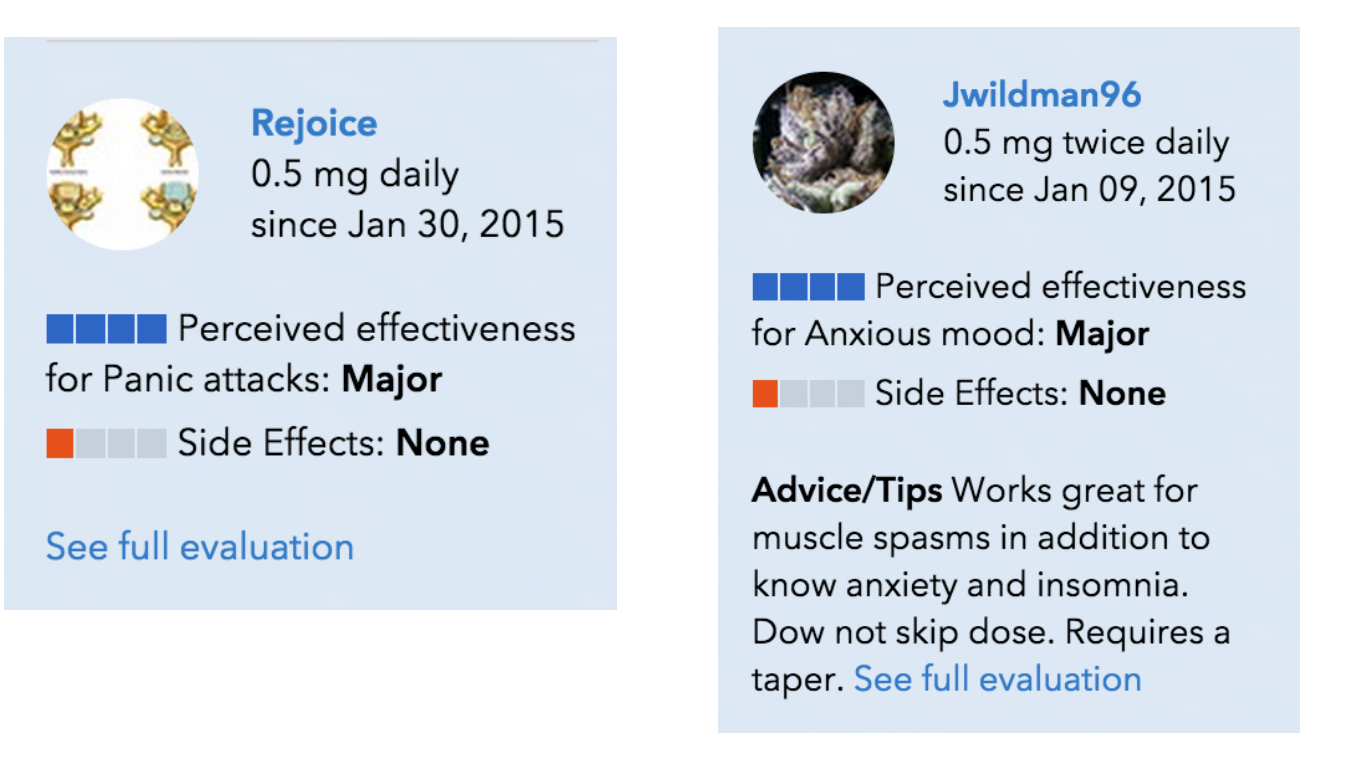 Rejoice
0.5 mg daily
since Jan 30, 2015
Perceived effectiveness
for Panic attacks: Major
Side Effects: None
See full evaluation
Jwildman96
0.5 mg twice daily
since Jan 09, 2015
Perceived effectiveness
for Anxious mood: Major
Side Effects: None
Advice/Tips Works great for
muscle spasms in addition to
know anxiety and insomnia.
Dow not skip dose. Requires a
taper. See full evaluation